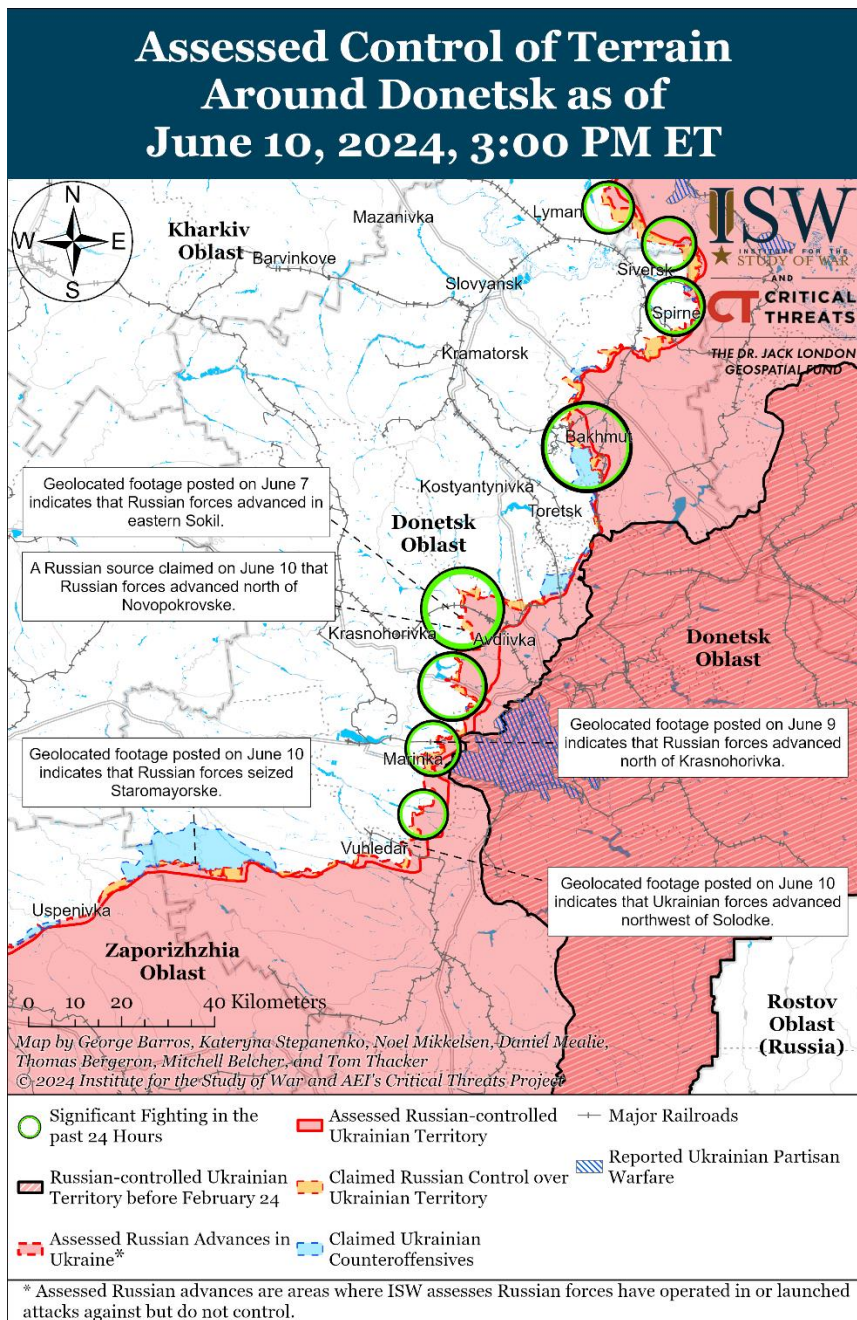 Assessed Control of Terrain
Around Donetsk as of
June 10, 2024, 3:00 PM ET
N
W E
S
Kharkiv
Oblast
Mazanivka
Barvinkove
Lyman
Slovyansk
Siversk
Spirne
Kramatorsk
ISW
INSTITUTE FOR THE
STUDY OF WAR
AND
CT CRITICAL
THREATS
THE DR. JACK LONDON
GEOSPATIAL FUND
Bakhmut
Kostyantynivka
Toretsk
Geolocated footage posted on June 7
indicates that Russian forces advanced in
eastern Sokil.
Donetsk
Oblast
A Russian source claimed on June 10 that
Russian forces advanced north of
Novopokrovske.
Krasnohorivka
Avdiivka
Donetsk
Oblast
Geolocated footage posted on June 9
indicates that Russian forces advanced
north of Krasnohorivka.
Geolocated footage posted on June 10
indicates that Russian forces seized
Staromayorske.
Marinka
Vuhledar
Geolocated footage posted on June 10
indicates that Ukrainian forces advanced
northwest of Solodke.
Uspenivka
Zaporizhzhia
Oblast
Rostov
Oblast
(Russia)
0 10 20 40 Kilometers
Map by George Barros, Kateryna Stepanenko, Noel Mikkelsen, Daniel Mealie,
Thomas Bergeron, Mitchell Belcher, and Tom Thacker
© 2024 Institute for the Study of War and AEI's Critical Threats Project
Significant Fighting in the
past 24 Hours
Russian-controlled Ukrainian
Territory before February 24
Assessed Russian Advances in
Ukraine*
Assessed Russian-controlled
Ukrainian Territory
Claimed Russian Control over
Ukrainian Territory
Claimed Ukrainian
Counteroffensives
Major Railroads
Reported Ukrainian Partisan
Warfare
* Assessed Russian advances are areas where ISW assesses Russian forces have operated in or launched
attacks against but do not control.